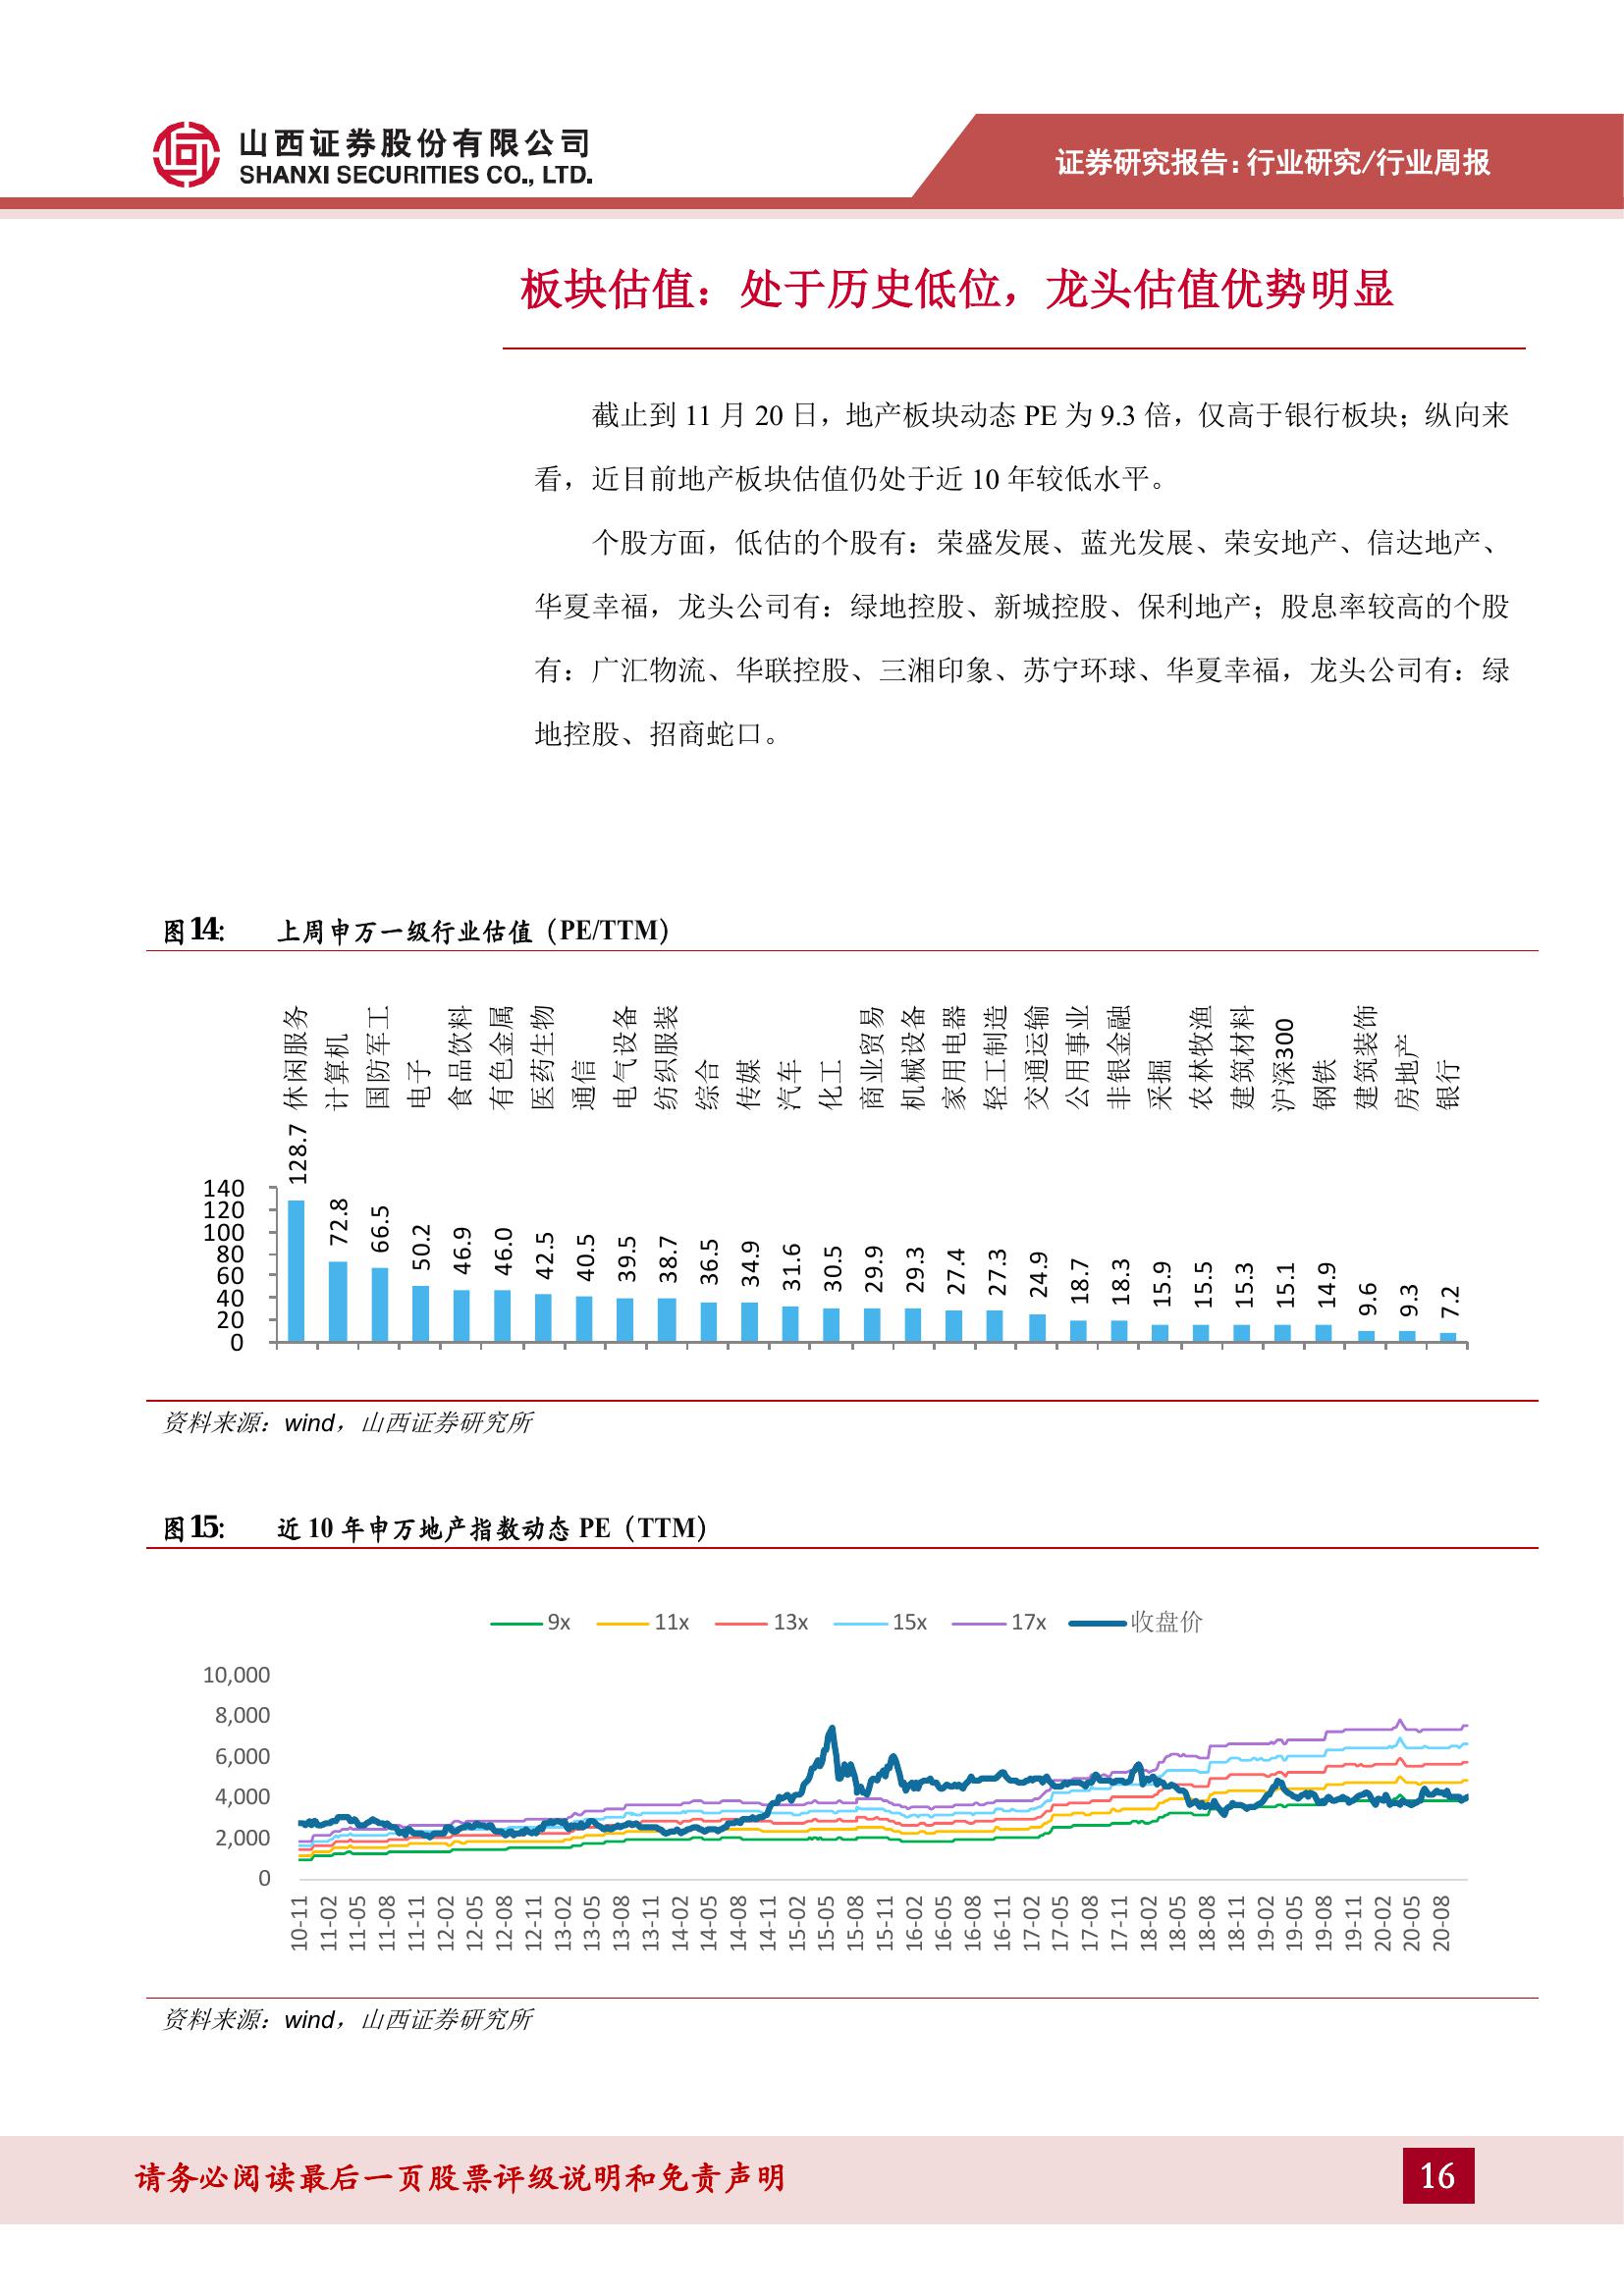 山西证券股份有限公司
SHANXI SECURITIES CO., LTD.
证券研究报告:行业研究/行业周报
板块估值：处于历史低位，龙头估值优势明显
截止到 11 月 20 日，地产板块动态 PE 为 9.3 倍，仅高于银行板块；纵向来
看，近目前地产板块估值仍处于近 10 年较低水平。
个股方面，低估的个股有：荣盛发展、蓝光发展、荣安地产、信达地产、
华夏幸福，龙头公司有：绿地控股、新城控股、保利地产；股息率较高的个股
有：广汇物流、华联控股、三湘印象、苏宁环球、华夏幸福，龙头公司有：绿
地控股、招商蛇口。
图14: 上周申万一级行业估值（PE/TTM）
休闲服务 计算机 国防军工 电子 食品饮料 有色金属 医药生物 通信 电气设备 纺织服装 综合 传媒 汽车 化工 商业贸易 机械设备 家用电器 轻工制造 交通运输 公用事业 非银金融 采掘 农林牧渔 建筑材料 沪深300 钢铁 建筑装饰 房地产 银行
128.7 72.8 66.5 50.2 46.9 46.0 42.5 40.5 39.5 38.7 36.5 34.9 31.6 30.5 29.9 29.3 27.4 27.3 24.9 18.7 18.3 15.9 15.5 15.3 15.1 14.9 9.6 9.3 7.2
140
120
100
80
60
40
20
0
资料来源：wind，山西证券研究所
图15: 近 10 年申万地产指数动态 PE（TTM）
9x 11x 13x 15x 17x 收盘价
10,000
8,000
6,000
4,000
2,000
0
10-11 11-02 11-05 11-08 11-11 12-02 12-05 12-08 12-11 13-02 13-05 13-08 13-11 14-02 14-05 14-08 14-11 15-02 15-05 15-08 15-11 16-02 16-05 16-08 16-11 17-02 17-05 17-08 17-11 18-02 18-05 18-08 18-11 19-02 19-05 19-08 19-11 20-02 20-05 20-08
资料来源：wind，山西证券研究所
请务必阅读最后一页股票评级说明和免责声明
16